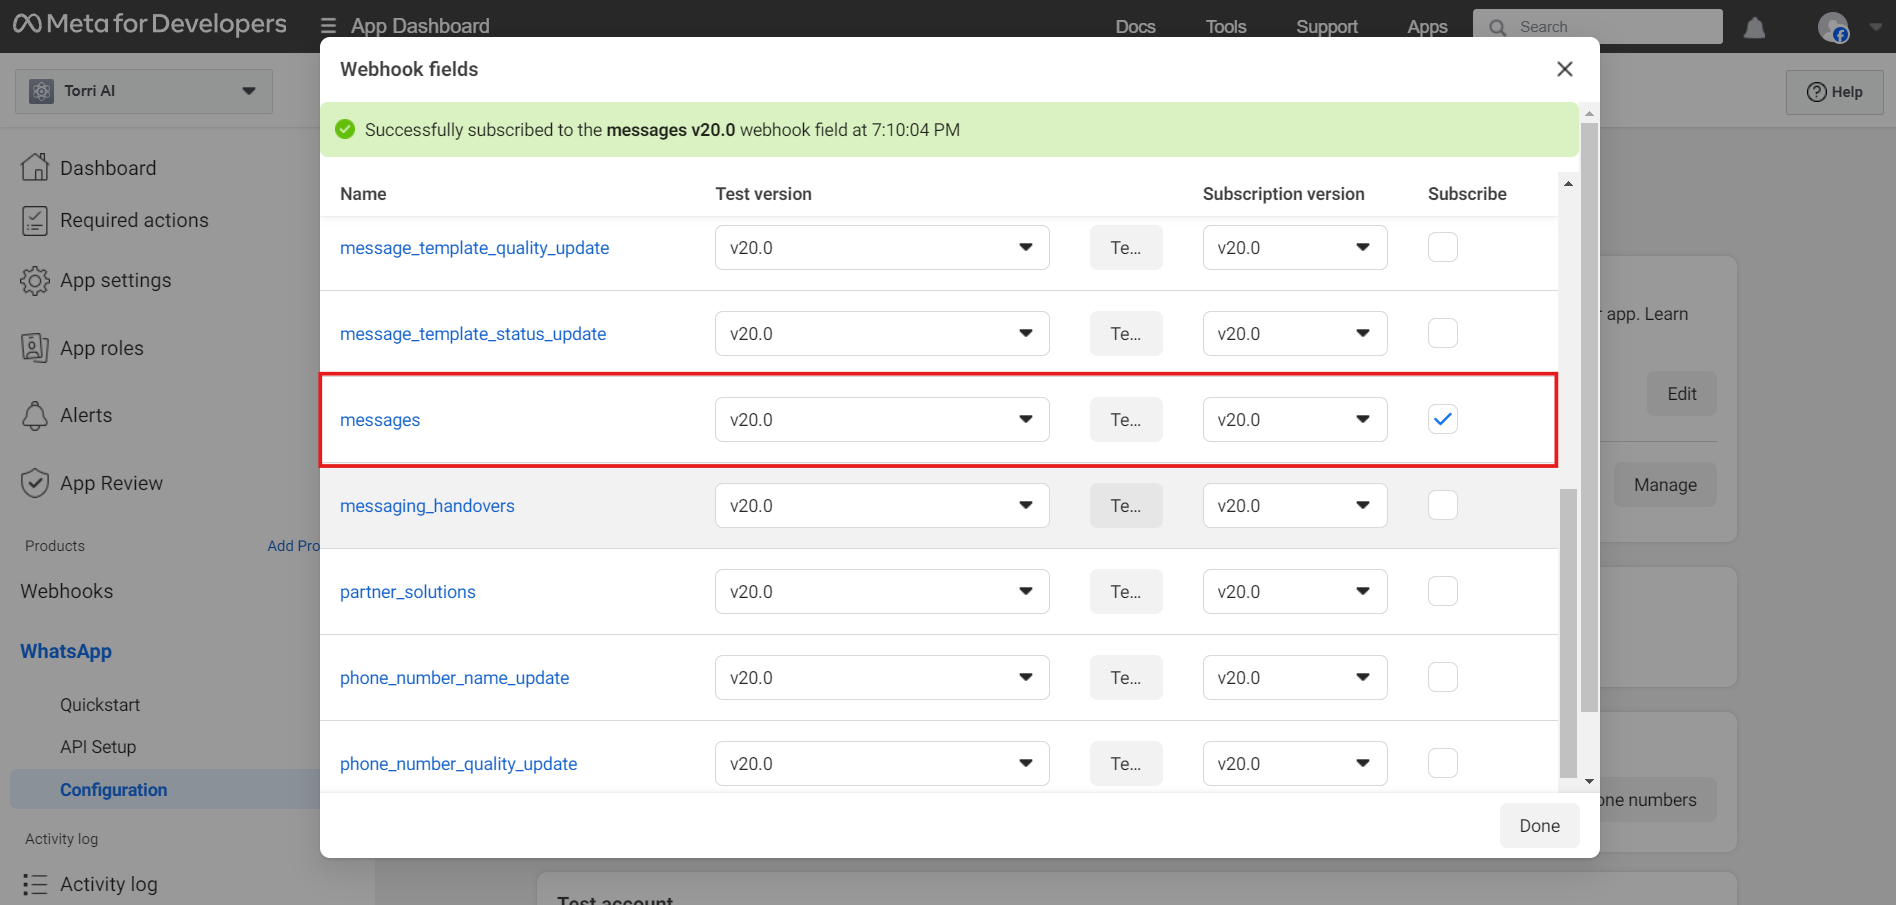 Meta for Developers
App Dashboard
Docs
Tools
Support
Apps
Search
Torri AI
Help
Dashboard
Required actions
App settings
App roles
Alerts
App Review
Products
Add Pro
Webhooks
WhatsApp
Quickstart
API Setup
Configuration
Activity log
Activity log
Webhook fields
Successfully subscribed to the messages v20.0 webhook field at 7:10:04 PM
Name Test version Subscription version Subscribe
message_template_quality_update v20.0 Te... v20.0
message_template_status_update v20.0 Te... v20.0
messages v20.0 Te... v20.0
messaging_handovers v20.0 Te... v20.0
partner_solutions v20.0 Te... v20.0
phone_number_name_update v20.0 Te... v20.0
phone_number_quality_update v20.0 Te... v20.0
Done
r app. Learn
Edit
Manage
one numbers
Test account